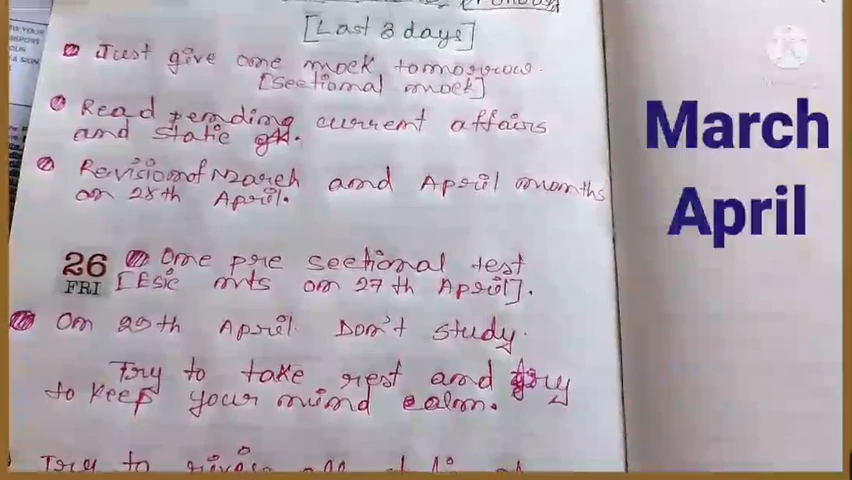 [Last 3 days]
Just give one mock tomorrow.
[Sectional mock]
Read pending current affairs
and static gk.
Revision of March and April months
on 28th April.
26 One pre sectional test
FRI [Esic mts on 27th April].
On 29th April Don't study.
Try to take rest and try
to keep your mind calm.
Try to
March
April